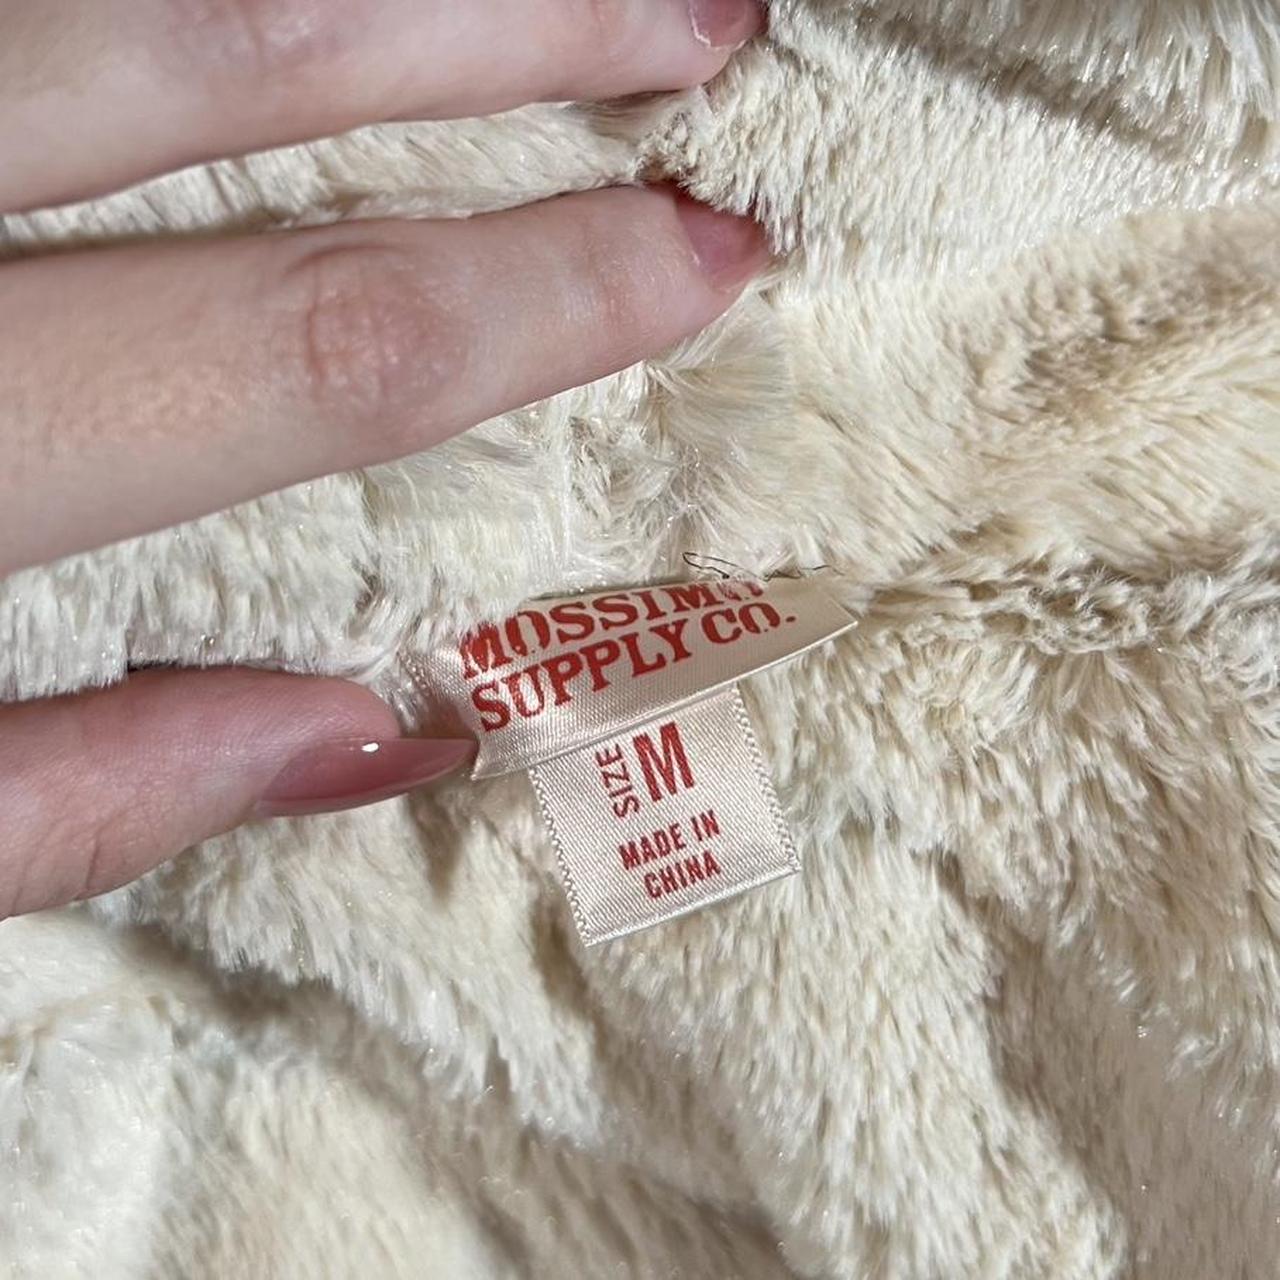 MOSSIMO
SUPPLY CO.
SIZE M
MADE IN
CHINA